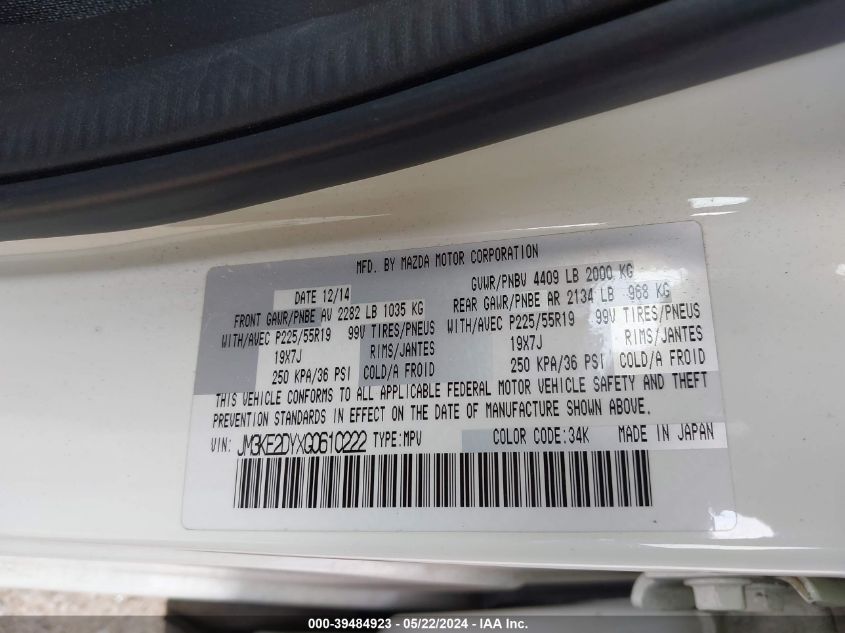 MFD. BY MAZDA MOTOR CORPORATION
DATE 12/14 GVWR/PNBV 4409 LB 2000 KG
FRONT GAWR/PNBE AV 2282 LB 1035 KG REAR GAWR/PNBE AR 2134 LB 968 KG
WITH/AVEC P225/55R19 99V TIRES/PNEUS WITH/AVEC P225/55R19 99V TIRES/PNEUS
19X7J RIMS/JANTES 19X7J RIMS/JANTES
250 KPA/36 PSI COLD/A FROID 250 KPA/36 PSI COLD/A FROID
THIS VEHICLE CONFORMS TO ALL APPLICABLE FEDERAL MOTOR VEHICLE SAFETY AND THEFT
PREVENTION STANDARDS IN EFFECT ON THE DATE OF MANUFACTURE SHOWN ABOVE.
VIN: JM3KE2DYXG0610222 TYPE:MPV COLOR CODE:34K MADE IN JAPAN
000-39484923 - 05/22/2024 - IAA Inc.